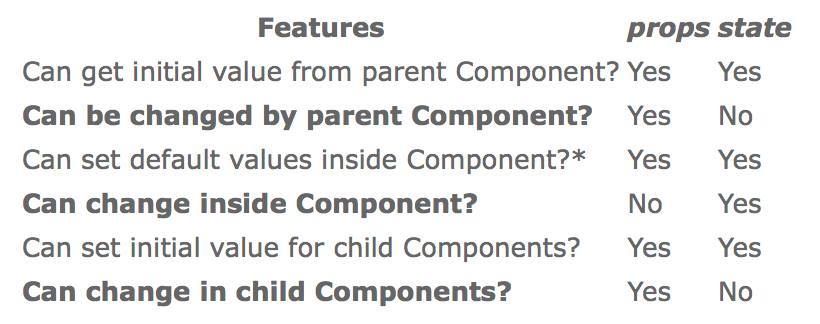 Features props state
Can get initial value from parent Component? Yes Yes
Can be changed by parent Component? Yes No
Can set default values inside Component?* Yes Yes
Can change inside Component? No Yes
Can set initial value for child Components? Yes Yes
Can change in child Components? Yes No